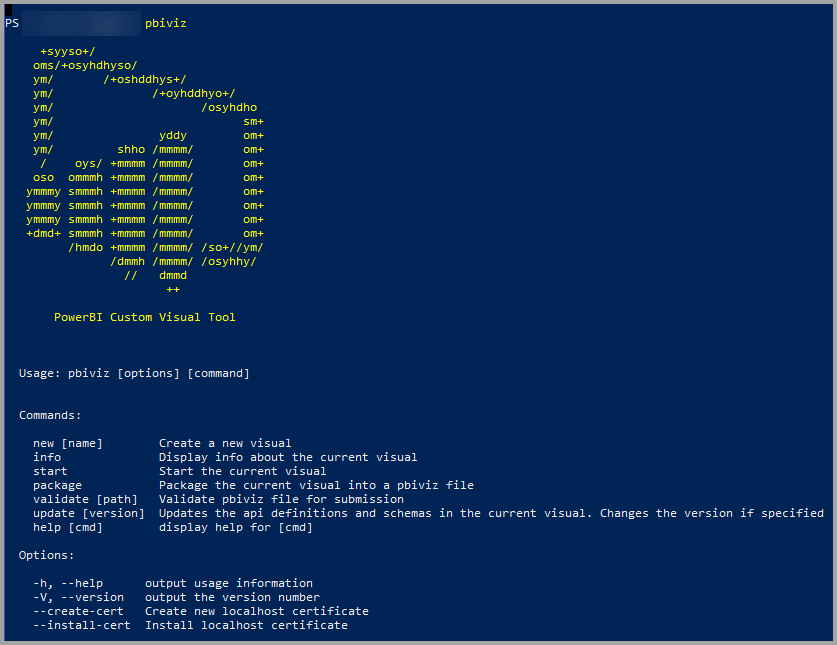 PS pbiviz
+syyso+/
oms/+osyhdhyso/
ym/ /+oshddhys+/
ym/ /+oyhddhyo+/
ym/ /osyhdho
ym/ sm+
ym/ yddy om+
ym/ shho /mmmm/ om+
/ oys/ +mmmm /mmmm/ om+
oso ommmh +mmmm /mmmm/ om+
ymmmy smmmh +mmmm /mmmm/ om+
ymmmy smmmh +mmmm /mmmm/ om+
ymmmy smmmh +mmmm /mmmm/ om+
+dmd+ smmmh +mmmm /mmmm/ om+
/hmdo +mmmm /mmmm/ /so+//ym/
/dmmh /mmmm/ /osyhhy/
// dmmd
++
PowerBI Custom Visual Tool
Usage: pbiviz [options] [command]
Commands:
new [name] Create a new visual
info Display info about the current visual
start Start the current visual
package Package the current visual into a pbiviz file
validate [path] Validate pbiviz file for submission
update [version] Updates the api definitions and schemas in the current visual. Changes the version if specified
help [cmd] display help for [cmd]
Options:
-h, --help output usage information
-V, --version output the version number
--create-cert Create new localhost certificate
--install-cert Install localhost certificate